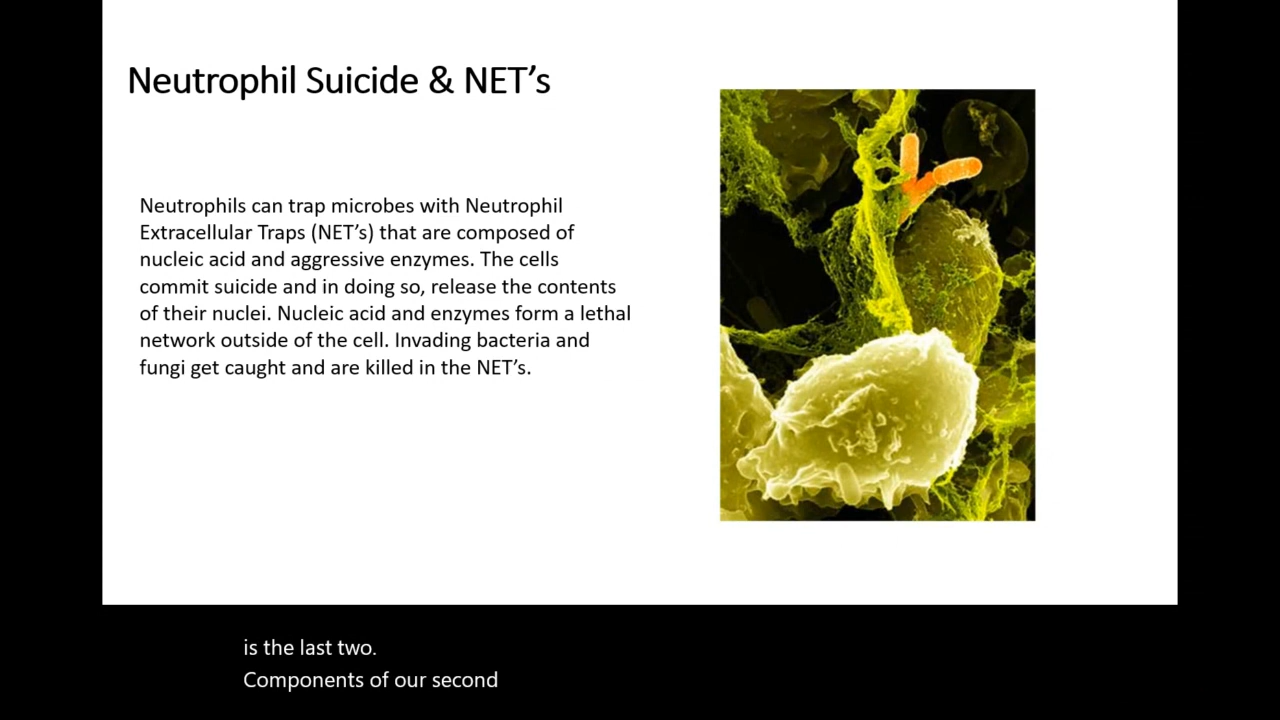 Neutrophil Suicide & NET’s
Neutrophils can trap microbes with Neutrophil
Extracellular Traps (NET’s) that are composed of
nucleic acid and aggressive enzymes. The cells
commit suicide and in doing so, release the contents
of their nuclei. Nucleic acid and enzymes form a lethal
network outside of the cell. Invading bacteria and
fungi get caught and are killed in the NET’s.
is the last two.
Components of our second